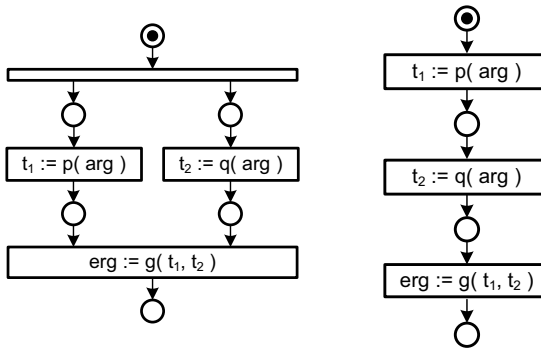 t₁ := p( arg )
t₂ := q( arg )
erg := g( t₁, t₂ )
t₁ := p( arg )
t₂ := q( arg )
erg := g( t₁, t₂ )